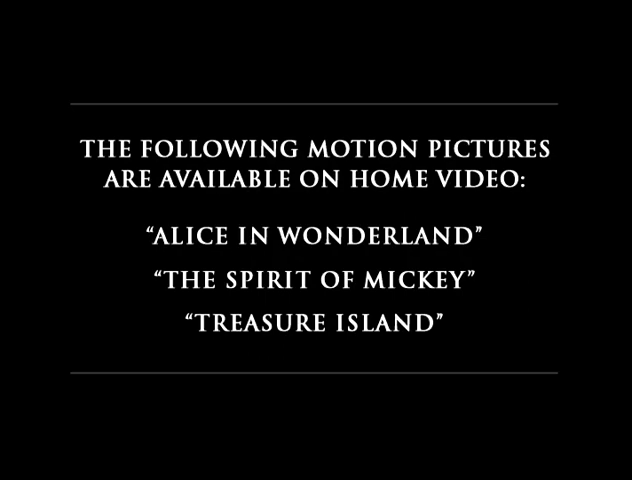 THE FOLLOWING MOTION PICTURES
ARE AVAILABLE ON HOME VIDEO:
“ALICE IN WONDERLAND”
“THE SPIRIT OF MICKEY”
“TREASURE ISLAND”